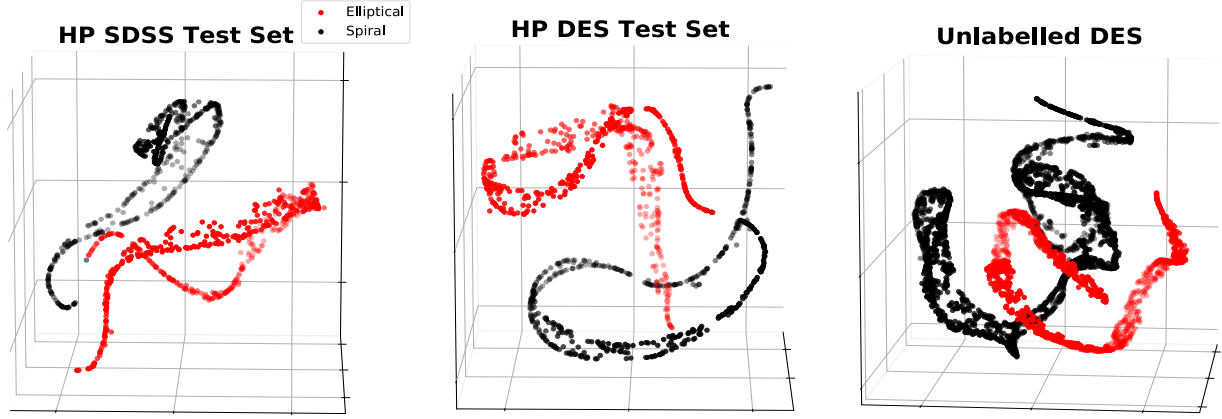 Elliptical
Spiral
HP SDSS Test Set
HP DES Test Set
Unlabelled DES